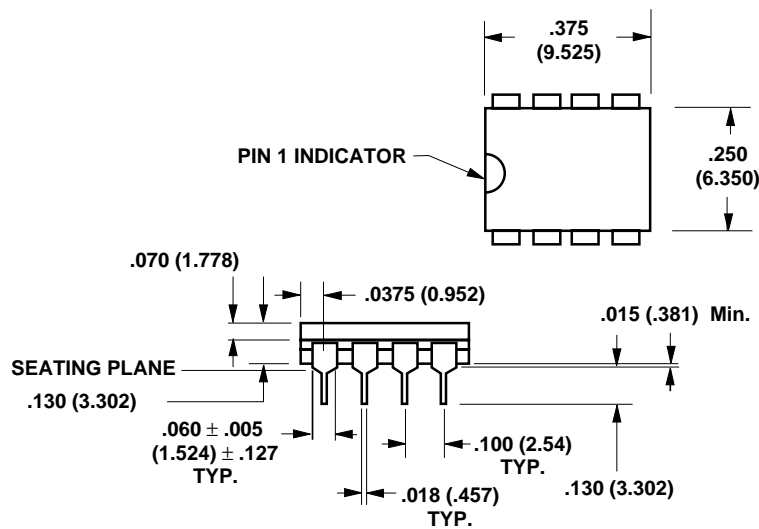 .375
(9.525)
PIN 1 INDICATOR
.250
(6.350)
.070 (1.778)
.0375 (0.952)
.015 (.381) Min.
SEATING PLANE
.130 (3.302)
.060 ± .005
(1.524) ± .127
TYP.
.100 (2.54)
TYP.
.130 (3.302)
.018 (.457)
TYP.